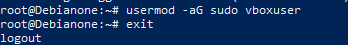 root@Debianone:~# usermod -aG sudo vboxuser
root@Debianone:~# exit
logout